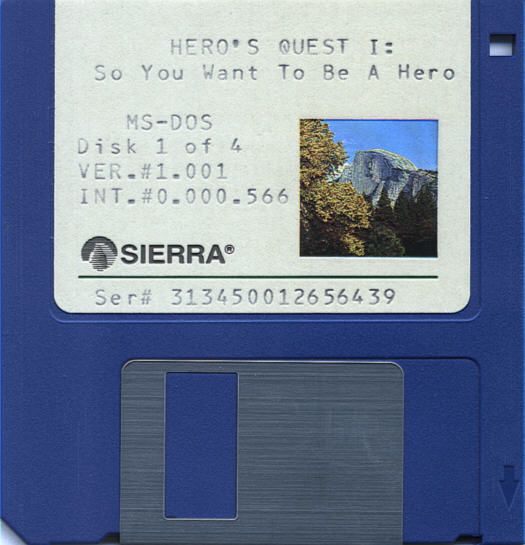 HERO'S QUEST I:
So You Want To Be A Hero
MS-DOS
Disk 1 of 4
VER.#1.001
INT.#0.000.566
SIERRA®
Ser# 313450012656439